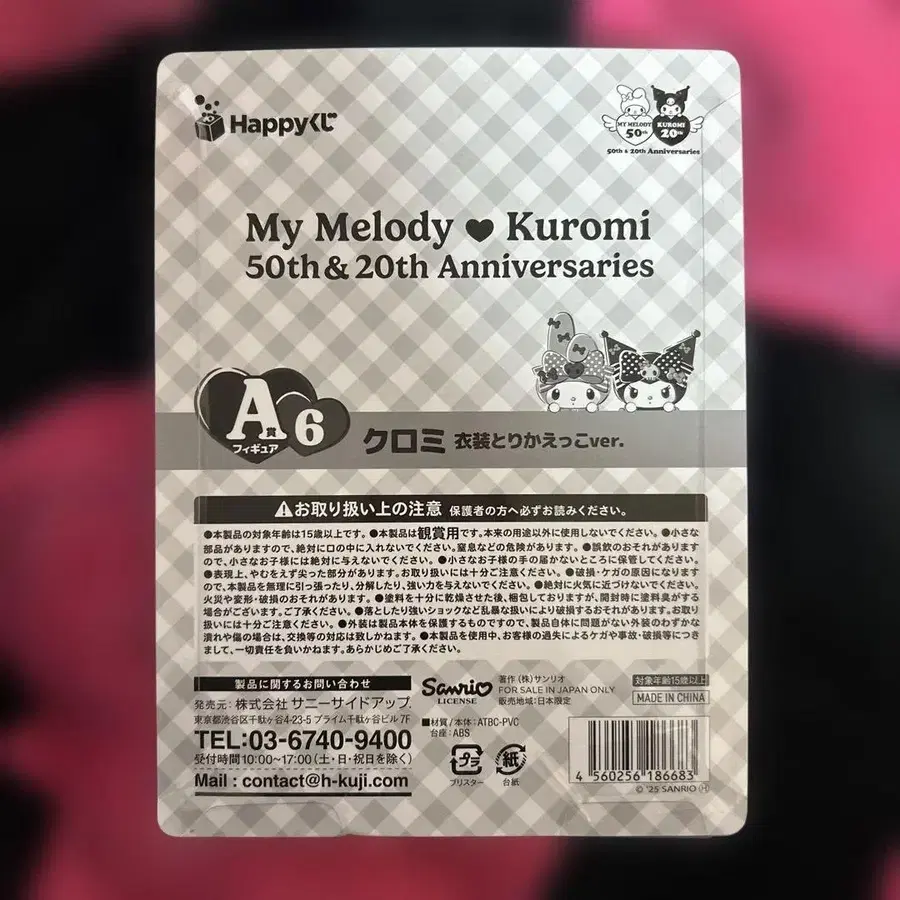 Happyくじ
MY MELODY 50th
KUROMI 20th
50th & 20th Anniversaries
My Melody ♥ Kuromi
50th & 20th Anniversaries
A賞 6
フィギュア
クロミ 衣装とりかえっこver.
⚠お取り扱い上の注意 保護者の方へ必ずお読みください。
●本製品の対象年齢は15歳以上です。●本製品は観賞用です。本来の用途以外に使用しないでください。●小さな
部品がありますので、絶対に口の中に入れないでください。窒息などの危険があります。●誤飲のおそれがあります
ので、小さなお子様には絶対に与えないでください。●小さなお子様の手の届かないところに保管してください。
●表現上、やむをえず尖った部分があります。お取り扱いには十分ご注意ください。●破損・ケガの原因になります
ので、本製品を無理に引っ張ったり、分解したり、強い力を与えないでください。●絶対に火気に近づけないでください。
火災や変形・破損のおそれがあります。●塗料を十分に乾燥させた後、梱包しておりますが、開封時に塗料臭がする
場合がございます。ご了承ください。●落としたり強いショックなど乱暴な扱いにより破損するおそれがあります。お取り
扱いには十分ご注意ください。●外装は製品本体を保護するものですので、製品自体に問題がない外装のわずかな
潰れや傷の場合は、交換等の対応は致しかねます。●本製品を使用中、お客様の過失によるケガや事故・破損等につき
まして、一切責任を負いかねます。あらかじめご了承ください。
製品に関するお問い合わせ
発売元：株式会社 サニーサイドアップ
東京都渋谷区千駄ヶ谷4-23-5 プライム千駄ヶ谷ビル 7F
TEL:03-6740-9400
受付時間10:00~17:00（土・日・祝日を除く）
Mail : contact@h-kuji.com
Sanrio
LICENSE
著作（株）サンリオ
FOR SALE IN JAPAN ONLY
販売地域：日本限定
対象年齢15歳以上
MADE IN CHINA
■材質/本体：ATBC-PVC
台座：ABS
プラ
ブリスター
紙
台紙
4 560256 186683
© '25 SANRIO Ⓗ